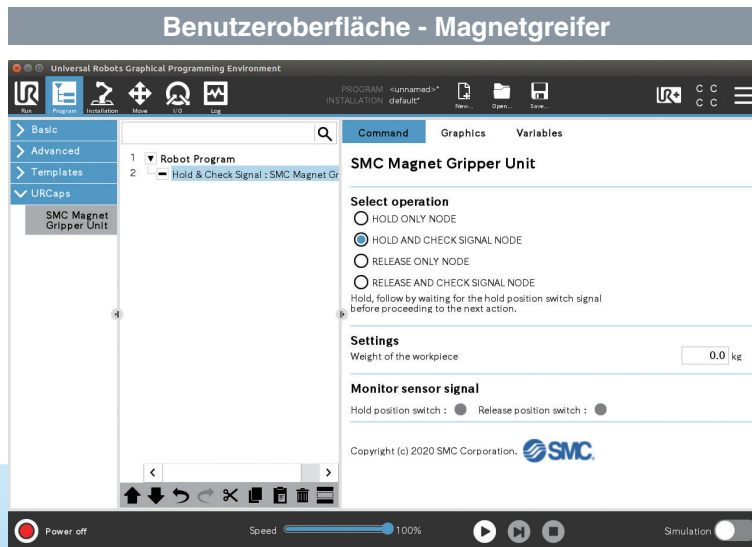 Benutzeroberfläche - Magnetgreifer
Universal Robots Graphical Programming Environment
UR
Run
Program
Installation
Move
I/O
Log
PROGRAM <unnamed>*
INSTALLATION default*
New...
Open...
Save...
UR+
C C
C C
Basic
Advanced
Templates
URCaps
SMC Magnet
Gripper Unit
1 Robot Program
2 Hold & Check Signal : SMC Magnet Gr
Command Graphics Variables
SMC Magnet Gripper Unit
Select operation
HOLD ONLY NODE
HOLD AND CHECK SIGNAL NODE
RELEASE ONLY NODE
RELEASE AND CHECK SIGNAL NODE
Hold, follow by waiting for the hold position switch signal
before proceeding to the next action.
Settings
Weight of the workpiece 0.0 kg
Monitor sensor signal
Hold position switch : Release position switch :
Copyright (c) 2020 SMC Corporation. SMC.
Power off
Speed 100%
Simulation